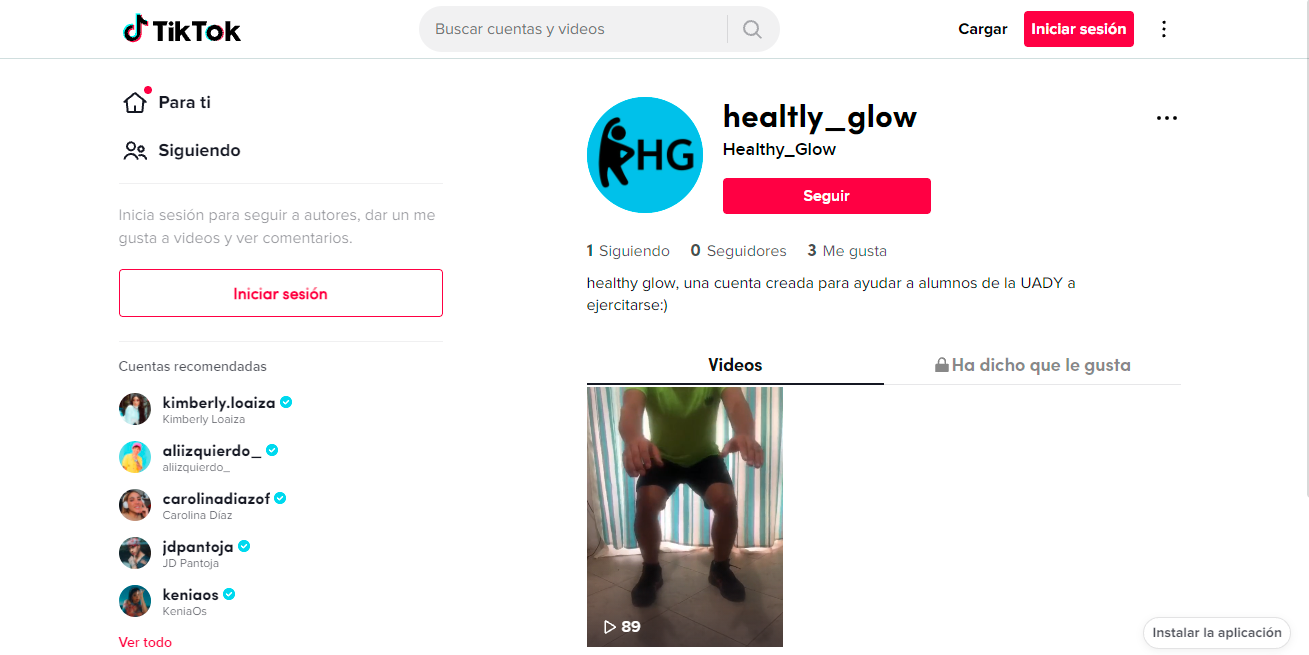 TikTok
Buscar cuentas y videos
Cargar
Iniciar sesión
Para ti
Siguiendo
Inicia sesión para seguir a autores, dar un me
gusta a videos y ver comentarios.
Iniciar sesión
Cuentas recomendadas
kimberly.loaiza
Kimberly Loaiza
aliizquierdo_
aliizquierdo_
carolinadiazof
Carolina Díaz
jdpantoja
JD Pantoja
keniaos
KeniaOs
Ver todo
HG
healtly_glow
Healthy_Glow
Seguir
1 Siguiendo 0 Seguidores 3 Me gusta
healthy glow, una cuenta creada para ayudar a alumnos de la UADY a
ejercitarse:)
Videos
Ha dicho que le gusta
89
Instalar la aplicación